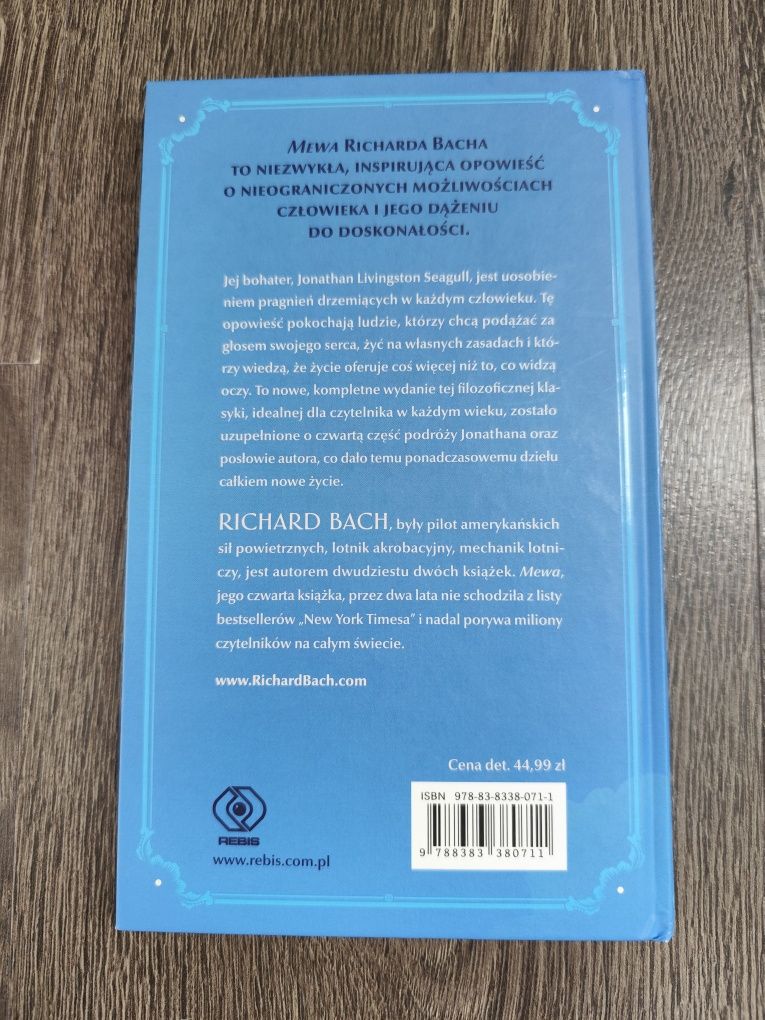 MEWA RICHARDA BACHA
TO NIEZWYKŁA, INSPIRUJĄCA OPOWIEŚĆ
O NIEOGRANICZONYCH MOŻLIWOŚCIACH
CZŁOWIEKA I JEGO DĄŻENIU
DO DOSKONAŁOŚCI.
Jej bohater, Jonathan Livingston Seagull, jest uosobie-
niem pragnień drzemiących w każdym człowieku. Tę
opowieść pokochają ludzie, którzy chcą podążać za
głosem swojego serca, żyć na własnych zasadach i któ-
rzy wiedzą, że życie oferuje coś więcej niż to, co widzą
oczy. To nowe, kompletne wydanie tej filozoficznej kla-
syki, idealnej dla czytelnika w każdym wieku, zostało
uzupełnione o czwartą część podróży Jonathana oraz
posłowie autora, co dało temu ponadczasowemu dziełu
całkiem nowe życie.
RICHARD BACH, były pilot amerykańskich
sił powietrznych, lotnik akrobacyjny, mechanik lotni-
czy, jest autorem dwudziestu dwóch książek. Mewa,
jego czwarta książka, przez dwa lata nie schodziła z listy
bestsellerów „New York Timesa" i nadal porywa miliony
czytelników na całym świecie.
www.RichardBach.com
Cena det. 44,99 zł
ISBN 978-83-8338-071-1
9 788383 380711
REBIS
www.rebis.com.pl